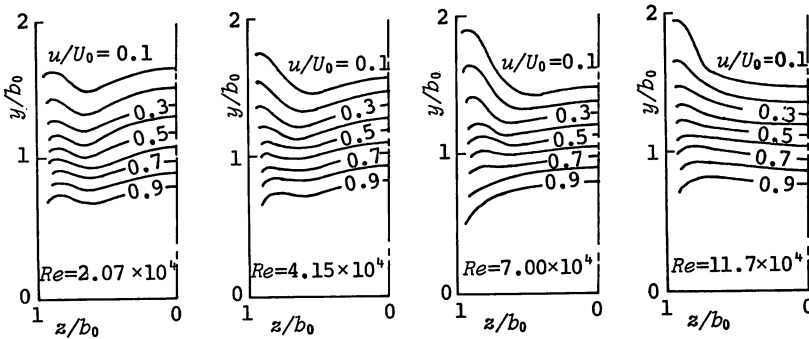 2
y/b₀
1
0
u/U₀ = 0.1
0.3
0.5
0.7
0.9
Re=2.07 ×10⁴
1
0
z/b₀
2
y/b₀
1
0
u/U₀ = 0.1
0.3
0.5
0.7
0.9
Re=4.15×10⁴
1
0
z/b₀
2
y/b₀
1
0
u/U₀=0.1
0.3
0.5
0.7
0.9
Re=7.00×10⁴
1
0
z/b₀
2
y/b₀
1
0
u/U₀=0.1
0.3
0.5
0.7
0.9
Re=11.7×10⁴
1
0
z/b₀